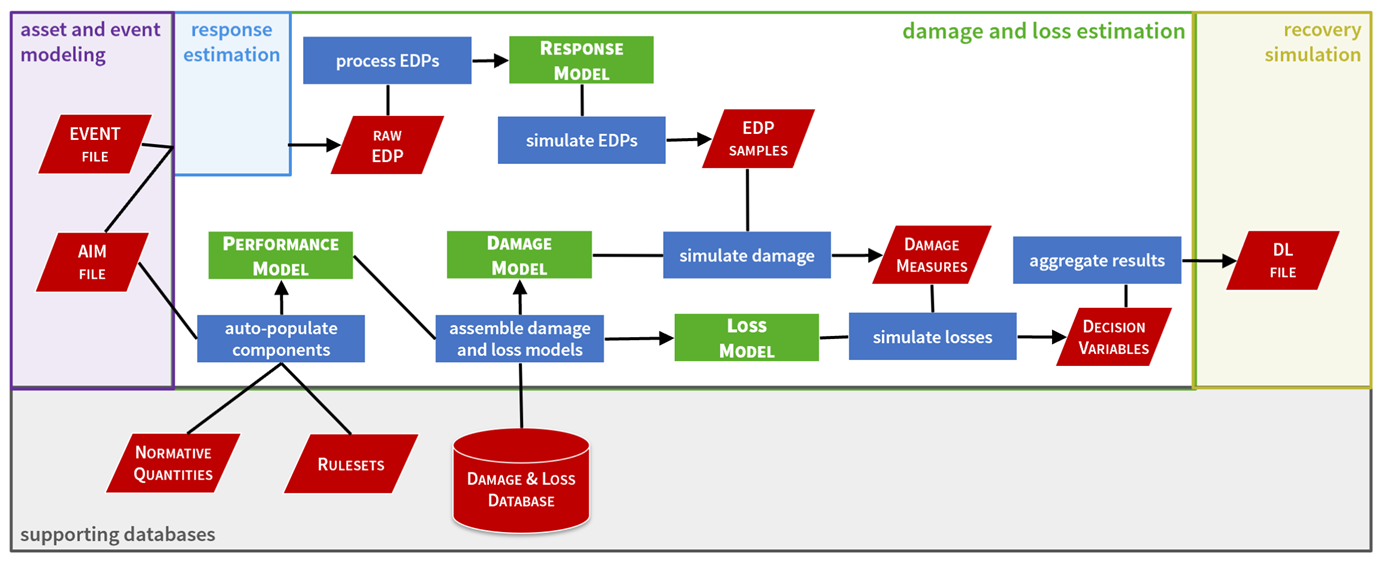 asset and event
modeling
response
estimation
damage and loss estimation
recovery
simulation
process EDPs
RESPONSE
MODEL
EVENT
FILE
RAW
EDP
simulate EDPs
EDP
SAMPLES
AIM
FILE
PERFORMANCE
MODEL
DAMAGE
MODEL
simulate damage
DAMAGE
MEASURES
aggregate results
DL
FILE
auto-populate
components
assemble damage
and loss models
LOSS
MODEL
simulate losses
DECISION
VARIABLES
NORMATIVE
QUANTITIES
RULESETS
DAMAGE & LOSS
DATABASE
supporting databases